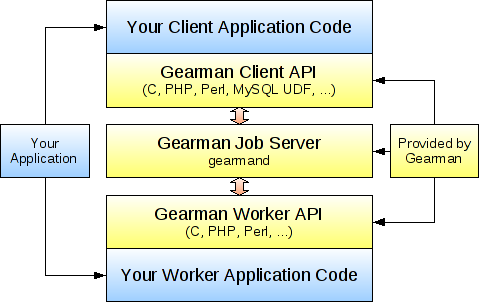 Your Client Application Code
Gearman Client API
(C, PHP, Perl, MySQL UDF, ...)
Your
Application
Gearman Job Server
gearmand
Provided by
Gearman
Gearman Worker API
(C, PHP, Perl, ...)
Your Worker Application Code